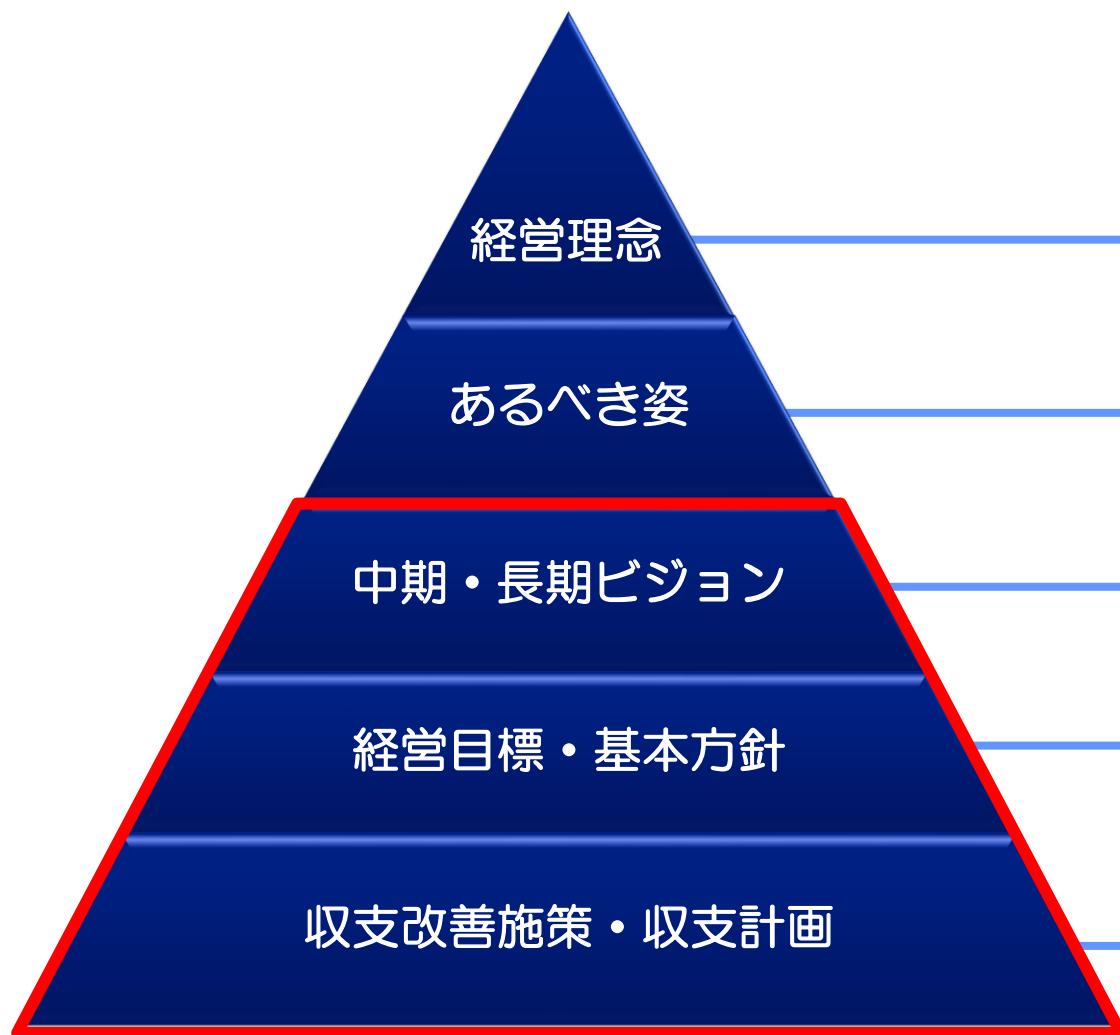 経営理念
あるべき姿
中期・長期ビジョン
経営目標・基本方針
収支改善施策・収支計画